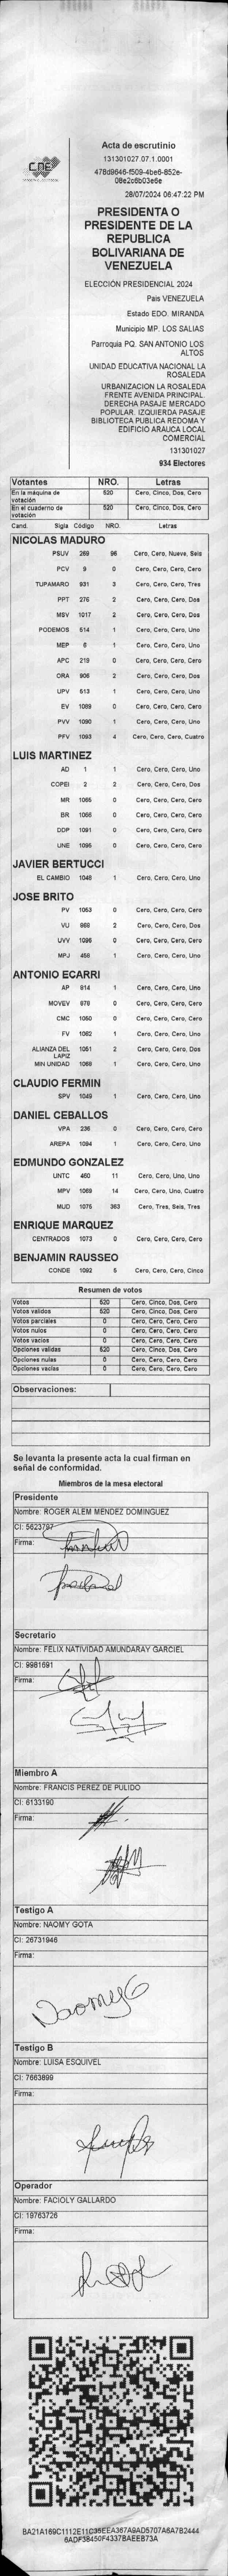 CNE
Acta de escrutinio
131301027.07.1.0001
28/07/2024 06:47:22 PM
PRESIDENTA O
PRESIDENTE DE LA
REPUBLICA
BOLIVARIANA DE
VENEZUELA
ELECCIÓN PRESIDENCIAL 2024
Pais VENEZUELA
Estado EDO. MIRANDA
Municipio MP. LOS SALIAS
Parroquia PQ. SAN ANTONIO LOS
ALTOS
UNIDAD EDUCATIVA NACIONAL LA
ROSALEDA
URBANIZACION LA ROSALEDA
FRENTE AVENIDA PRINCIPAL.
DERECHA PASAJE MERCADO
POPULAR. IZQUIERDA PASAJE
BIBLIOTECA PUBLICA REDOMA Y
EDIFICIO ARAUCA LOCAL
COMERCIAL
131301027
934 Electores
Votantes NRO. Letras
En la máquina de votación 520 Cero, Cinco, Dos, Cero
En el cuaderno de votación 520 Cero, Cinco, Dos, Cero
Cand. Sigla Código NRO. Letras
NICOLAS MADURO
PSUV 269 96 Cero, Cero, Nueve, Seis
PCV 9 0 Cero, Cero, Cero, Cero
TUPAMARO 931 3 Cero, Cero, Cero, Tres
PPT 276 2 Cero, Cero, Cero, Dos
MSV 1017 2 Cero, Cero, Cero, Dos
PODEMOS 514 1 Cero, Cero, Cero, Uno
MEP 6 1 Cero, Cero, Cero, Uno
APC 219 0 Cero, Cero, Cero, Cero
ORA 906 2 Cero, Cero, Cero, Dos
UPV 613 1 Cero, Cero, Cero, Uno
EV 1089 0 Cero, Cero, Cero, Cero
PVV 1090 1 Cero, Cero, Cero, Uno
PFV 1093 4 Cero, Cero, Cero, Cuatro
LUIS MARTINEZ
AD 1 1 Cero, Cero, Cero, Uno
COPEI 2 2 Cero, Cero, Cero, Dos
MR 1065 0 Cero, Cero, Cero, Cero
BR 1066 0 Cero, Cero, Cero, Cero
DDP 1091 0 Cero, Cero, Cero, Cero
UNE 1095 0 Cero, Cero, Cero, Cero
JAVIER BERTUCCI
EL CAMBIO 1048 1 Cero, Cero, Cero, Uno
JOSE BRITO
PV 1053 0 Cero, Cero, Cero, Cero
VU 969 2 Cero, Cero, Cero, Dos
UVV 1096 0 Cero, Cero, Cero, Cero
MPJ 458 1 Cero, Cero, Cero, Uno
ANTONIO ECARRI
AP 914 1 Cero, Cero, Cero, Uno
MOVEV 979 0 Cero, Cero, Cero, Cero
CMC 1050 0 Cero, Cero, Cero, Cero
FV 1062 1 Cero, Cero, Cero, Uno
ALIANZA DEL LAPIZ 1051 2 Cero, Cero, Cero, Dos
MIN UNIDAD 1068 1 Cero, Cero, Cero, Uno
CLAUDIO FERMIN
SPV 1049 1 Cero, Cero, Cero, Uno
DANIEL CEBALLOS
VPA 236 0 Cero, Cero, Cero, Cero
AREPA 1094 1 Cero, Cero, Cero, Uno
EDMUNDO GONZALEZ
UNTC 460 11 Cero, Cero, Uno, Uno
MPV 1069 14 Cero, Cero, Uno, Cuatro
MUD 1075 363 Cero, Tres, Seis, Tres
ENRIQUE MARQUEZ
CENTRADOS 1073 0 Cero, Cero, Cero, Cero
BENJAMIN RAUSSEO
CONDE 1092 5 Cero, Cero, Cero, Cinco
Resumen de votos
Votos 520 Cero, Cinco, Dos, Cero
Votos validos 520 Cero, Cinco, Dos, Cero
Votos parciales 0 Cero, Cero, Cero, Cero
Votos nulos 0 Cero, Cero, Cero, Cero
Votos vacios 0 Cero, Cero, Cero, Cero
Opciones validas 520 Cero, Cinco, Dos, Cero
Opciones nulas 0 Cero, Cero, Cero, Cero
Opciones vacias 0 Cero, Cero, Cero, Cero
Observaciones:
Se levanta la presente acta la cual firman en
señal de conformidad.
Miembros de la mesa electoral
Presidente
Nombre: ROGER ALEM MENDEZ DOMINGUEZ
CI: 5623797
Firma:
Secretario
Nombre: FELIX NATIVIDAD AMUNDARAY GARCIEL
CI: 9981691
Firma:
Miembro A
Nombre: FRANCIS PEREZ DE PULIDO
CI: 6133190
Firma:
Testigo A
Nombre: NAOMY GOTA
CI: 26731946
Firma:
Naomy G
Testigo B
Nombre: LUISA ESQUIVEL
CI: 7663899
Firma:
Operador
Nombre: FACIOLY GALLARDO
CI: 19763726
Firma: